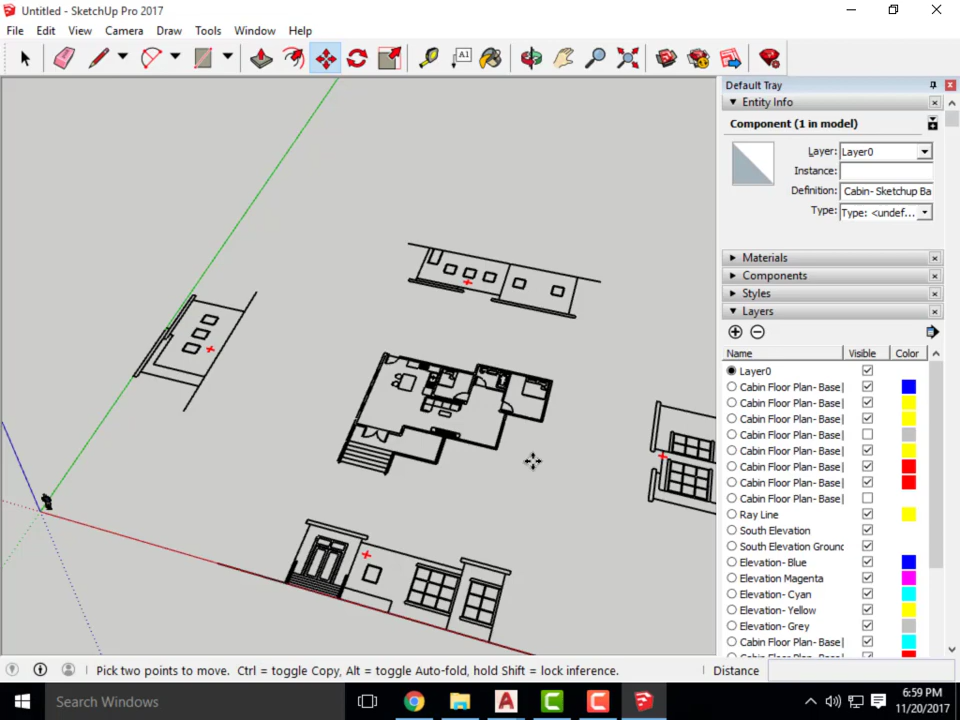 Untitled - SketchUp Pro 2017
File Edit View Camera Draw Tools Window Help
A1
Default Tray
Entity Info
Component (1 in model)
Layer: Layer0
Instance:
Definition: Cabin- Sketchup Ba
Type: Type: <undef...
Materials
Components
Styles
Layers
Name Visible Color
Layer0
Cabin Floor Plan- Base|
Cabin Floor Plan- Base|
Cabin Floor Plan- Base|
Cabin Floor Plan- Base|
Cabin Floor Plan- Base|
Cabin Floor Plan- Base|
Cabin Floor Plan- Base|
Cabin Floor Plan- Base|
Ray Line
South Elevation
South Elevation Ground
Elevation- Blue
Elevation Magenta
Elevation- Cyan
Elevation- Yellow
Elevation- Grey
Cabin Floor Plan- Base|
Pick two points to move. Ctrl = toggle Copy, Alt = toggle Auto-fold, hold Shift = lock inference. Distance
Search Windows
6:59 PM
11/20/2017